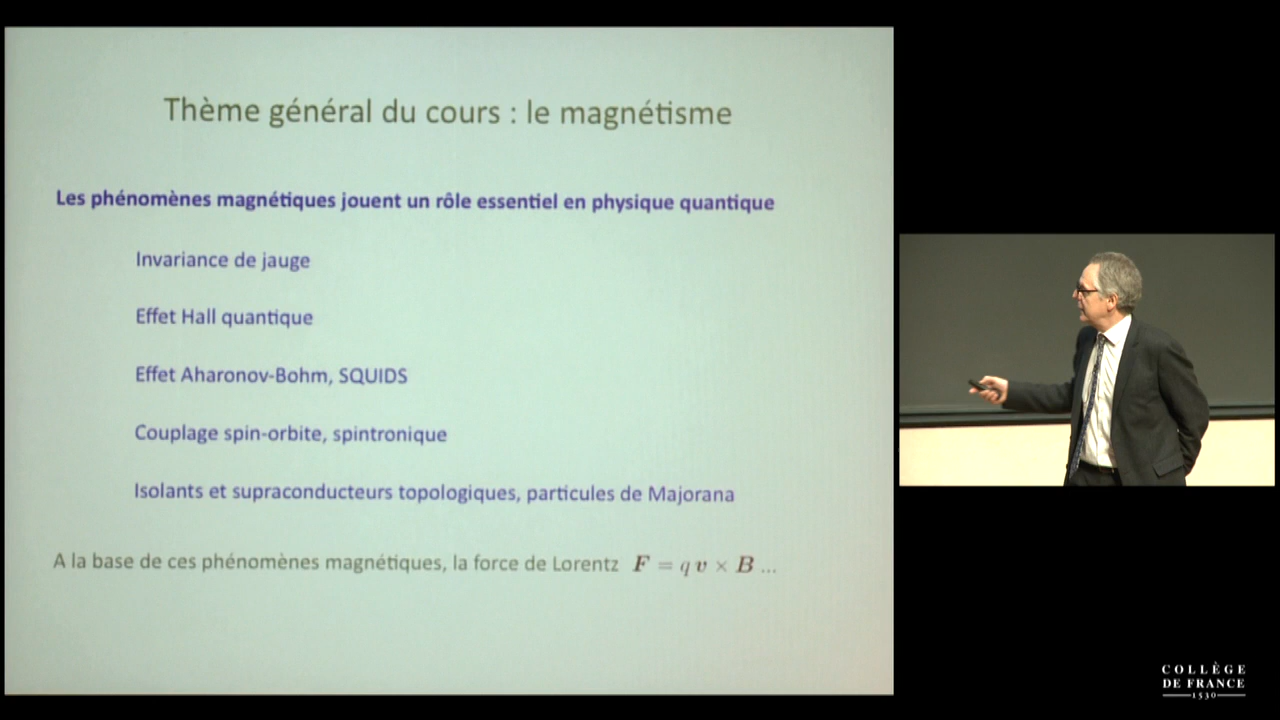 Thème général du cours : le magnétisme
Les phénomènes magnétiques jouent un rôle essentiel en physique quantique
Invariance de jauge
Effet Hall quantique
Effet Aharonov-Bohm, SQUIDS
Couplage spin-orbite, spintronique
Isolants et supraconducteurs topologiques, particules de Majorana
A la base de ces phénomènes magnétiques, la force de Lorentz F = q v × B ...
COLLÈGE
DE FRANCE
1530